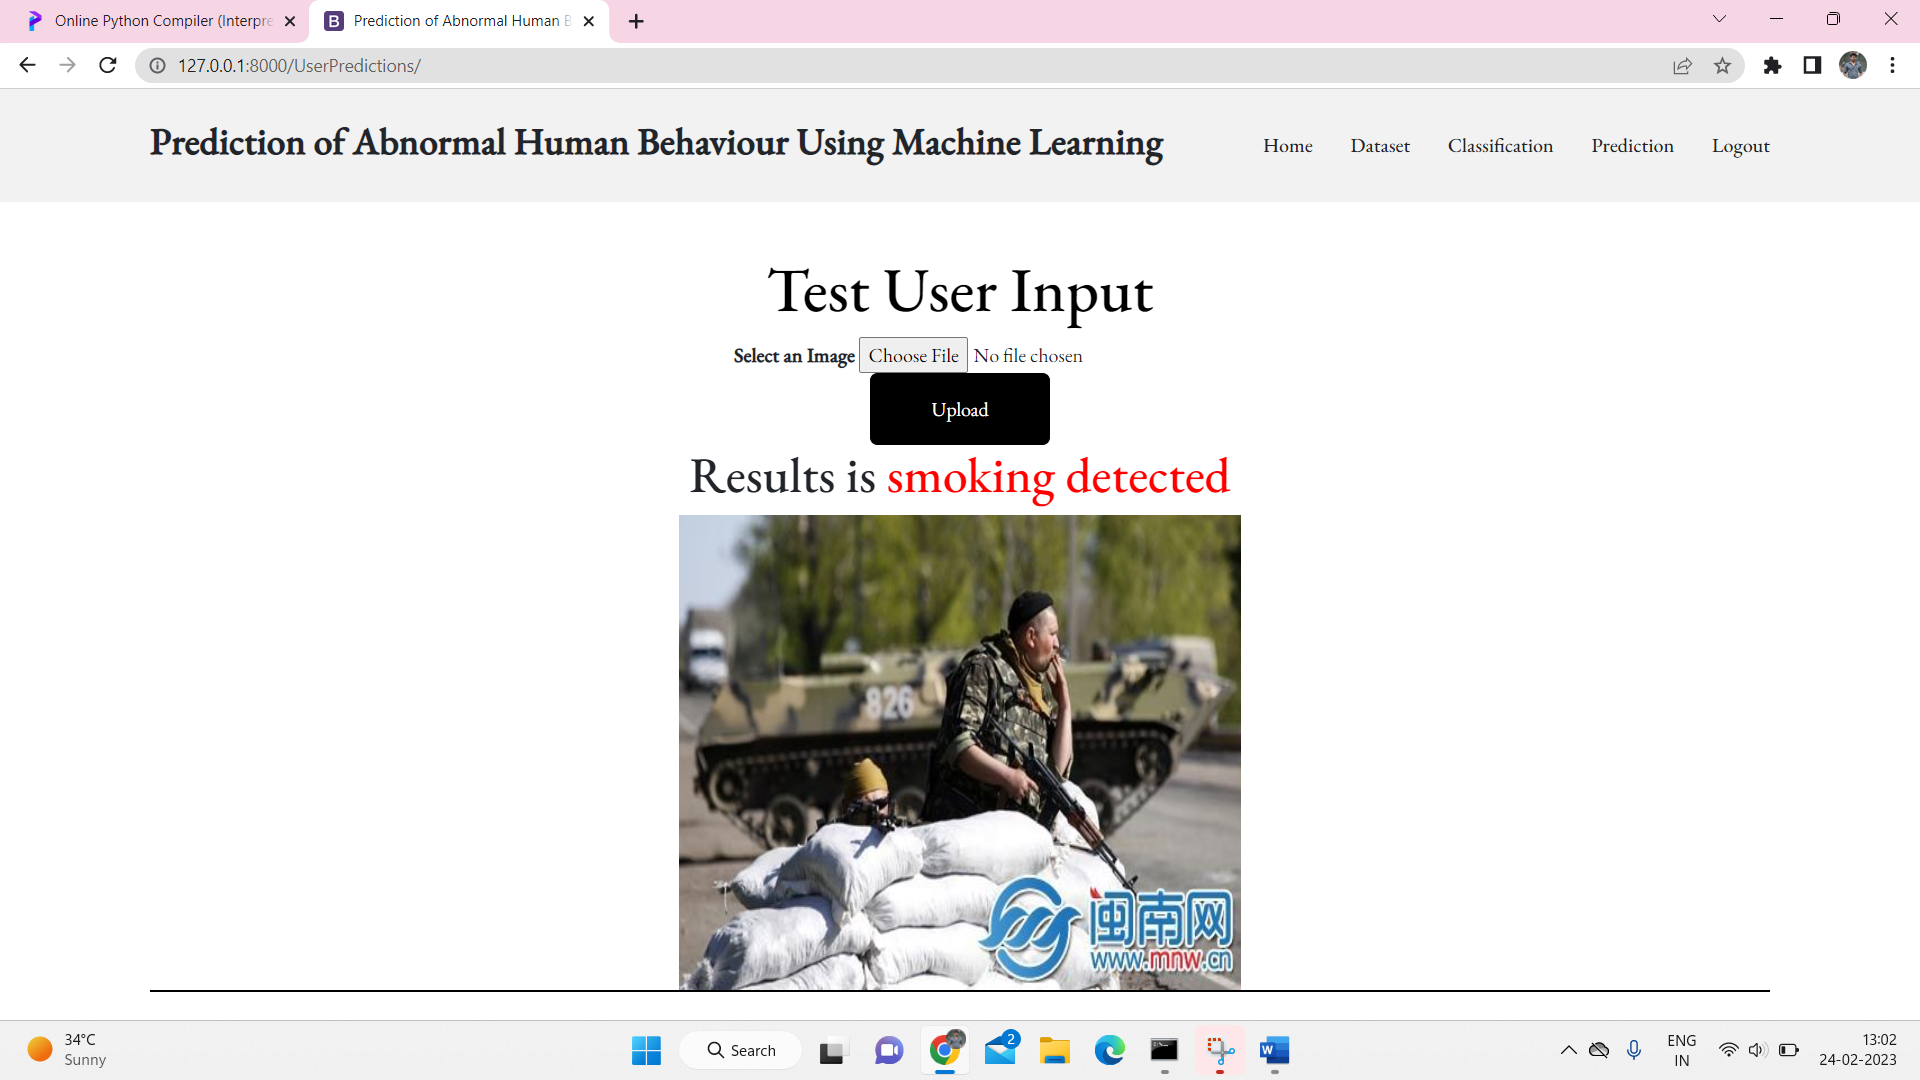 Online Python Compiler (Interpre
Prediction of Abnormal Human B
127.0.0.1:8000/UserPredictions/
Prediction of Abnormal Human Behaviour Using Machine Learning
Home Dataset Classification Prediction Logout
Test User Input
Select an Image Choose File No file chosen
Upload
Results is smoking detected
826
闽南网
www.mnw.cn
34°C
Sunny
Search
2
ENG
IN
13:02
24-02-2023